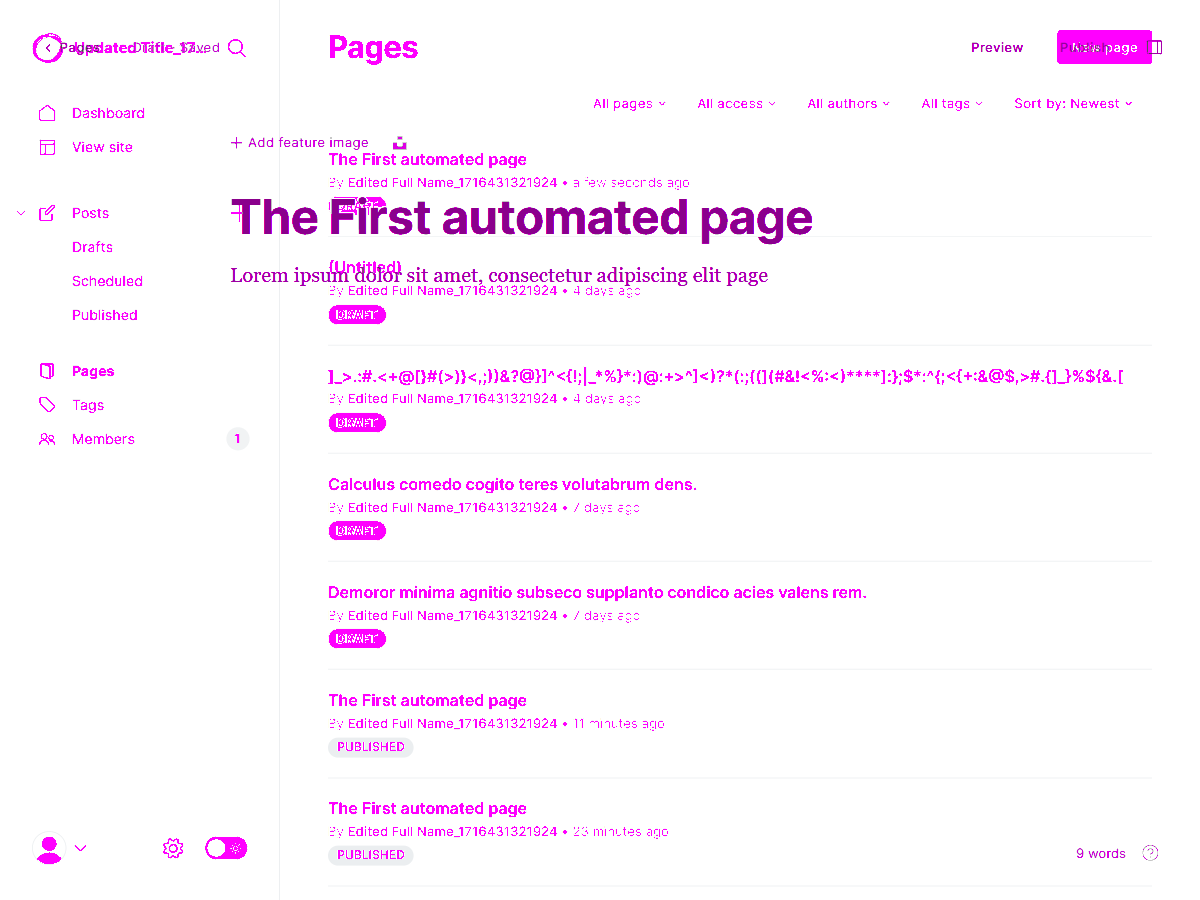 Pages Draft - Saved
Updated Title_17...
Pages
Preview
New page
Dashboard
View site
All pages
All access
All authors
All tags
Sort by: Newest
+ Add feature image
The First automated page
By Edited Full Name_1716431321924 • a few seconds ago
DRAFT
Posts
The First automated page
Drafts
(Untitled)
Lorem ipsum dolor sit amet, consectetur adipiscing elit page
Scheduled
By Edited Full Name_1716431321924 • 4 days ago
DRAFT
Published
Pages
]_>.:#.<+@[}#(>)}<,;))&?@}]^<{!;|_*%}*:)@:+>^]<)?*(:;{(](#&!<%:<)****]:};$*:^{;<{+:&@$,>#.{]_}%${&.[
By Edited Full Name_1716431321924 • 4 days ago
DRAFT
Tags
Members
1
Calculus comedo cogito teres volutabrum dens.
By Edited Full Name_1716431321924 • 7 days ago
DRAFT
Demoror minima agnitio subseco supplanto condico acies valens rem.
By Edited Full Name_1716431321924 • 7 days ago
DRAFT
The First automated page
By Edited Full Name_1716431321924 • 11 minutes ago
PUBLISHED
The First automated page
By Edited Full Name_1716431321924 • 23 minutes ago
PUBLISHED
9 words
?